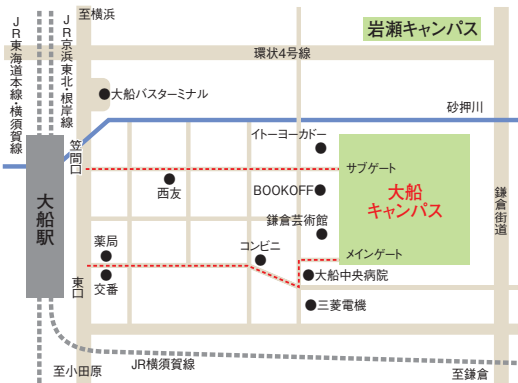 至横浜
JR東海道本線・横須賀線
JR京浜東北・根岸線
岩瀬キャンパス
環状4号線
大船バスターミナル
砂押川
イトーヨーカドー
笠間口
サブゲート
西友
BOOKOFF
大船
キャンパス
鎌倉街道
大船駅
鎌倉芸術館
薬局
コンビニ
メインゲート
東口
交番
大船中央病院
三菱電機
JR横須賀線
至小田原
至鎌倉